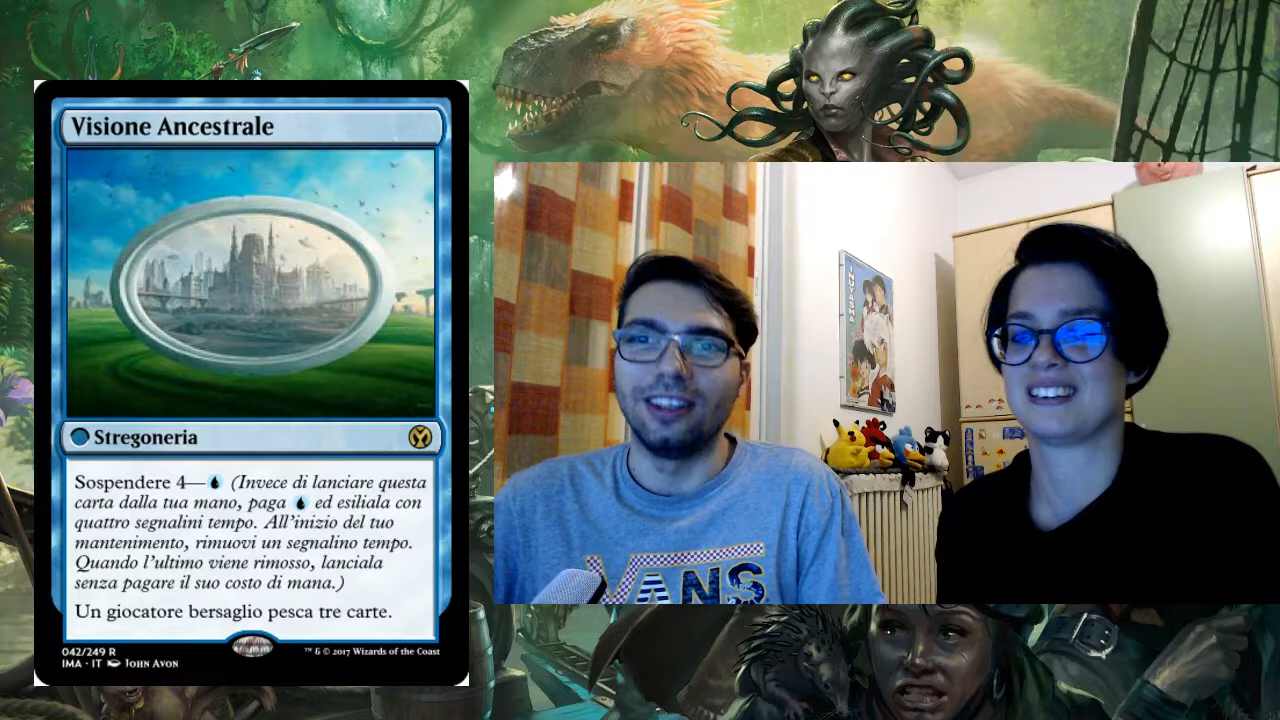 Visione Ancestrale
Stregoneria
Sospendere 4— (Invece di lanciare questa
carta dalla tua mano, paga ed esiliala con
quattro segnalini tempo. All'inizio del tuo
mantenimento, rimuovi un segnalino tempo.
Quando l'ultimo viene rimosso, lanciala
senza pagare il suo costo di mana.)
Un giocatore bersaglio pesca tre carte.
042/249 R
IMA • IT John Avon
™ & © 2017 Wizards of the Coast
INUYASHA
VANS